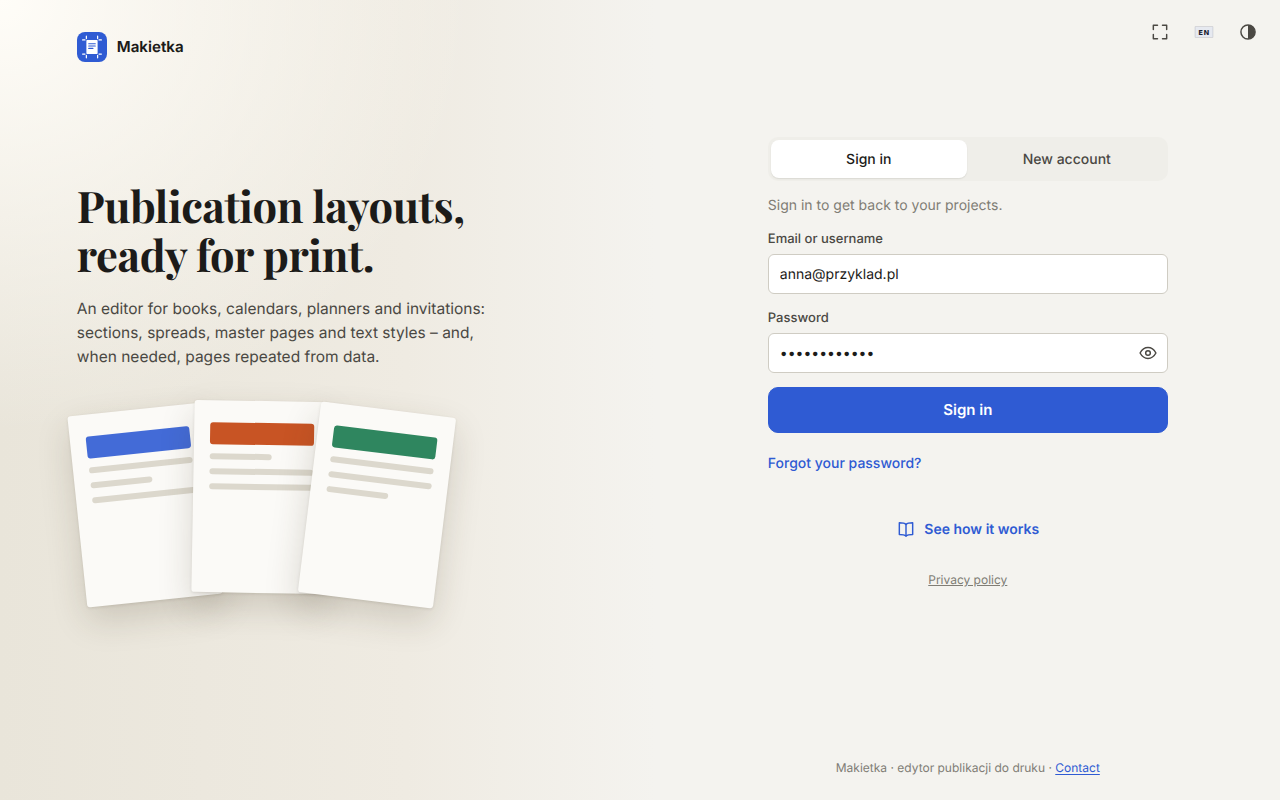 Makietka
EN
Publication layouts,
ready for print.
An editor for books, calendars, planners and invitations:
sections, spreads, master pages and text styles – and,
when needed, pages repeated from data.
Sign in
New account
Sign in to get back to your projects.
Email or username
anna@przyklad.pl
Password
••••••••••••
Sign in
Forgot your password?
See how it works
Privacy policy
Makietka · edytor publikacji do druku · Contact